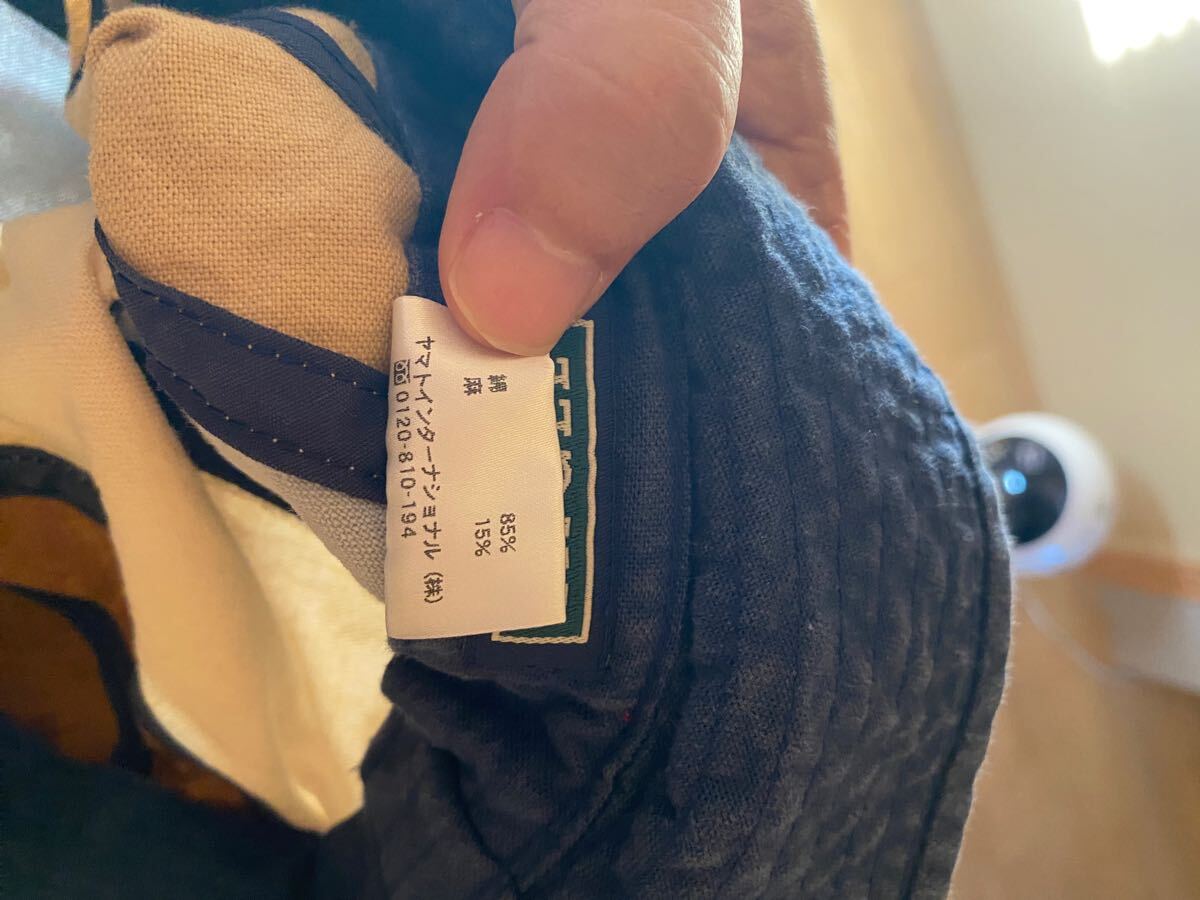 綿 85%
麻 15%
ヤマトインターナショナル (株)
0120-810-194